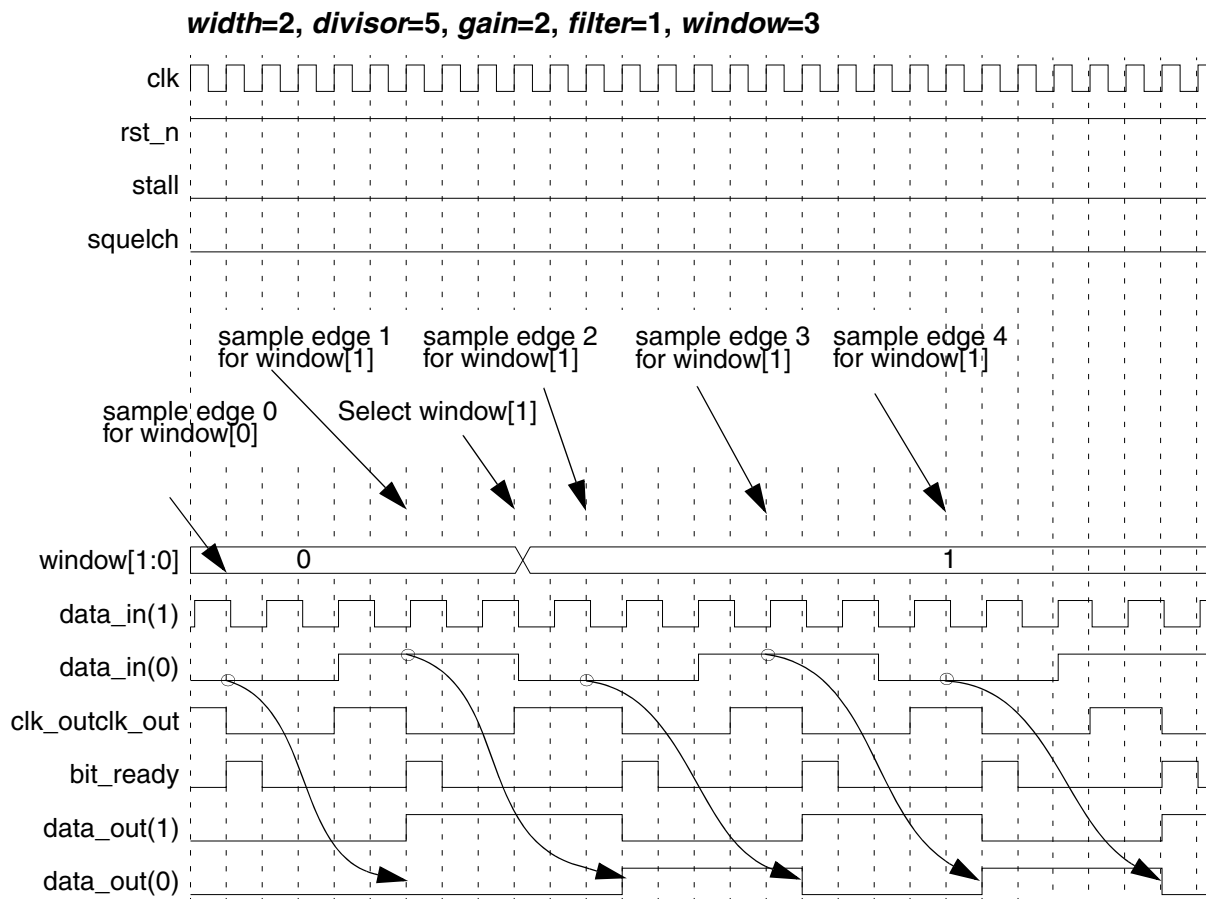 width=2, divisor=5, gain=2, filter=1, window=3
clk
rst_n
stall
squelch
sample edge 1
for window[1]
sample edge 2
for window[1]
sample edge 3
for window[1]
sample edge 4
for window[1]
sample edge 0
for window[0]
Select window[1]
window[1:0]
0
1
data_in(1)
data_in(0)
clk_outclk_out
bit_ready
data_out(1)
data_out(0)